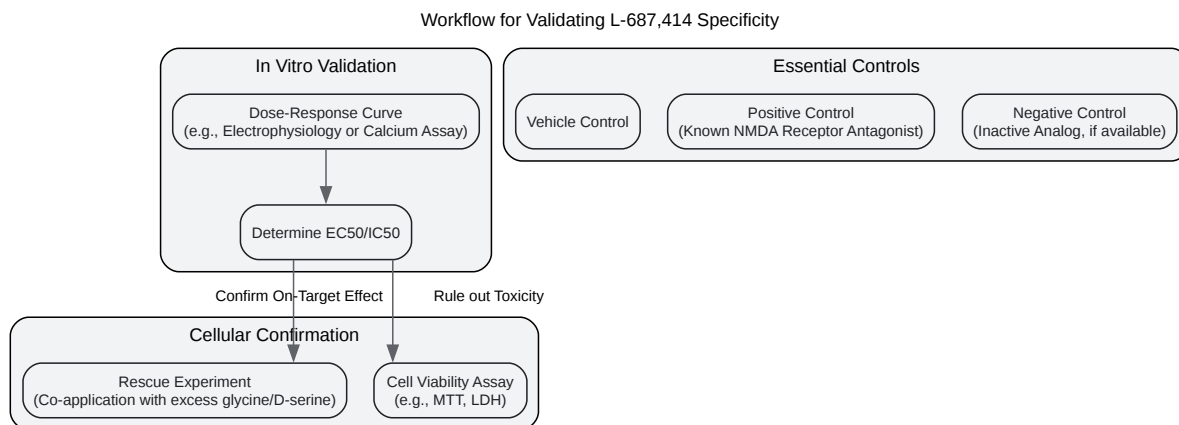 Workflow for Validating L-687,414 Specificity
In Vitro Validation
Dose-Response Curve
(e.g., Electrophysiology or Calcium Assay)
Determine EC50/IC50
Essential Controls
Vehicle Control
Positive Control
(Known NMDA Receptor Antagonist)
Negative Control
(Inactive Analog, if available)
Confirm On-Target Effect
Rule out Toxicity
Cellular Confirmation
Rescue Experiment
(Co-application with excess glycine/D-serine)
Cell Viability Assay
(e.g., MTT, LDH)